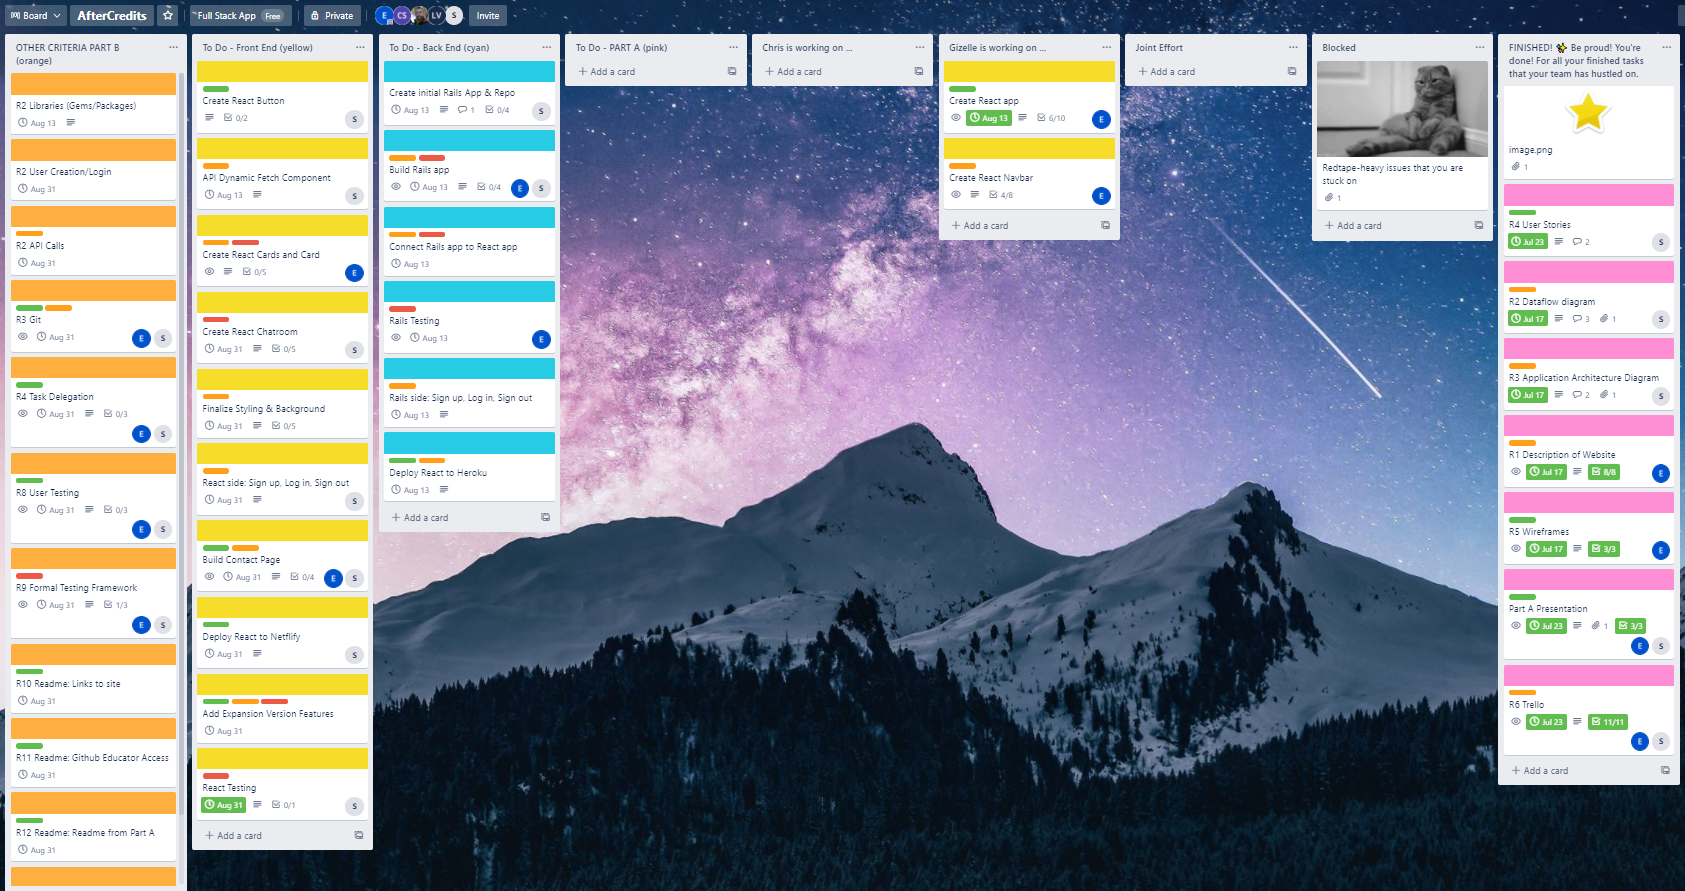 Board
AfterCredits
Full Stack App Free
Private
E CS LV S
Invite
OTHER CRITERIA PART B
(orange)
R2 Libraries (Gems/Packages)
Aug 13
R2 User Creation/Login
Aug 31
R2 API Calls
Aug 31
R3 Git
Aug 31
E S
R4 Task Delegation
Aug 31 0/3
E S
R8 User Testing
Aug 31 0/3
E S
R9 Formal Testing Framework
Aug 31 1/3
E S
R10 Readme: Links to site
Aug 31
R11 Readme: Github Educator Access
Aug 31
R12 Readme: Readme from Part A
Aug 31
To Do - Front End (yellow)
Create React Button
0/2
S
API Dynamic Fetch Component
Aug 13
S
Create React Cards and Card
0/5
E
Create React Chatroom
Aug 31 0/5
S
Finalize Styling & Background
Aug 31 0/5
React side: Sign up, Log in, Sign out
Aug 31
S
Build Contact Page
Aug 31 0/4
E S
Deploy React to Netflify
Aug 31
S
Add Expansion Version Features
Aug 31
React Testing
Aug 31 0/1
S
+ Add a card
To Do - Back End (cyan)
Create initial Rails App & Repo
Aug 13 1 0/4
S
Build Rails app
Aug 13 0/4
E S
Connect Rails app to React app
Aug 13
Rails Testing
Aug 13
E
Rails side: Sign up, Log in, Sign out
Aug 13
Deploy React to Heroku
Aug 13
+ Add a card
To Do - PART A (pink)
+ Add a card
Chris is working on ...
+ Add a card
Gizelle is working on ...
Create React app
Aug 13 6/10
E
Create React Navbar
4/8
E
+ Add a card
Joint Effort
+ Add a card
Blocked
Redtape-heavy issues that you are
stuck on
1
+ Add a card
FINISHED! ✨ Be proud! You're
done! For all your finished tasks
that your team has hustled on.
image.png
1
R4 User Stories
Jul 23 2
S
R2 Dataflow diagram
Jul 17 3 1
S
R3 Application Architecture Diagram
Jul 17 2 1
S
R1 Description of Website
Jul 17 8/8
E
R5 Wireframes
Jul 17 3/3
E
Part A Presentation
Jul 23 1 3/3
E S
R6 Trello
Jul 23 11/11
E S
+ Add a card